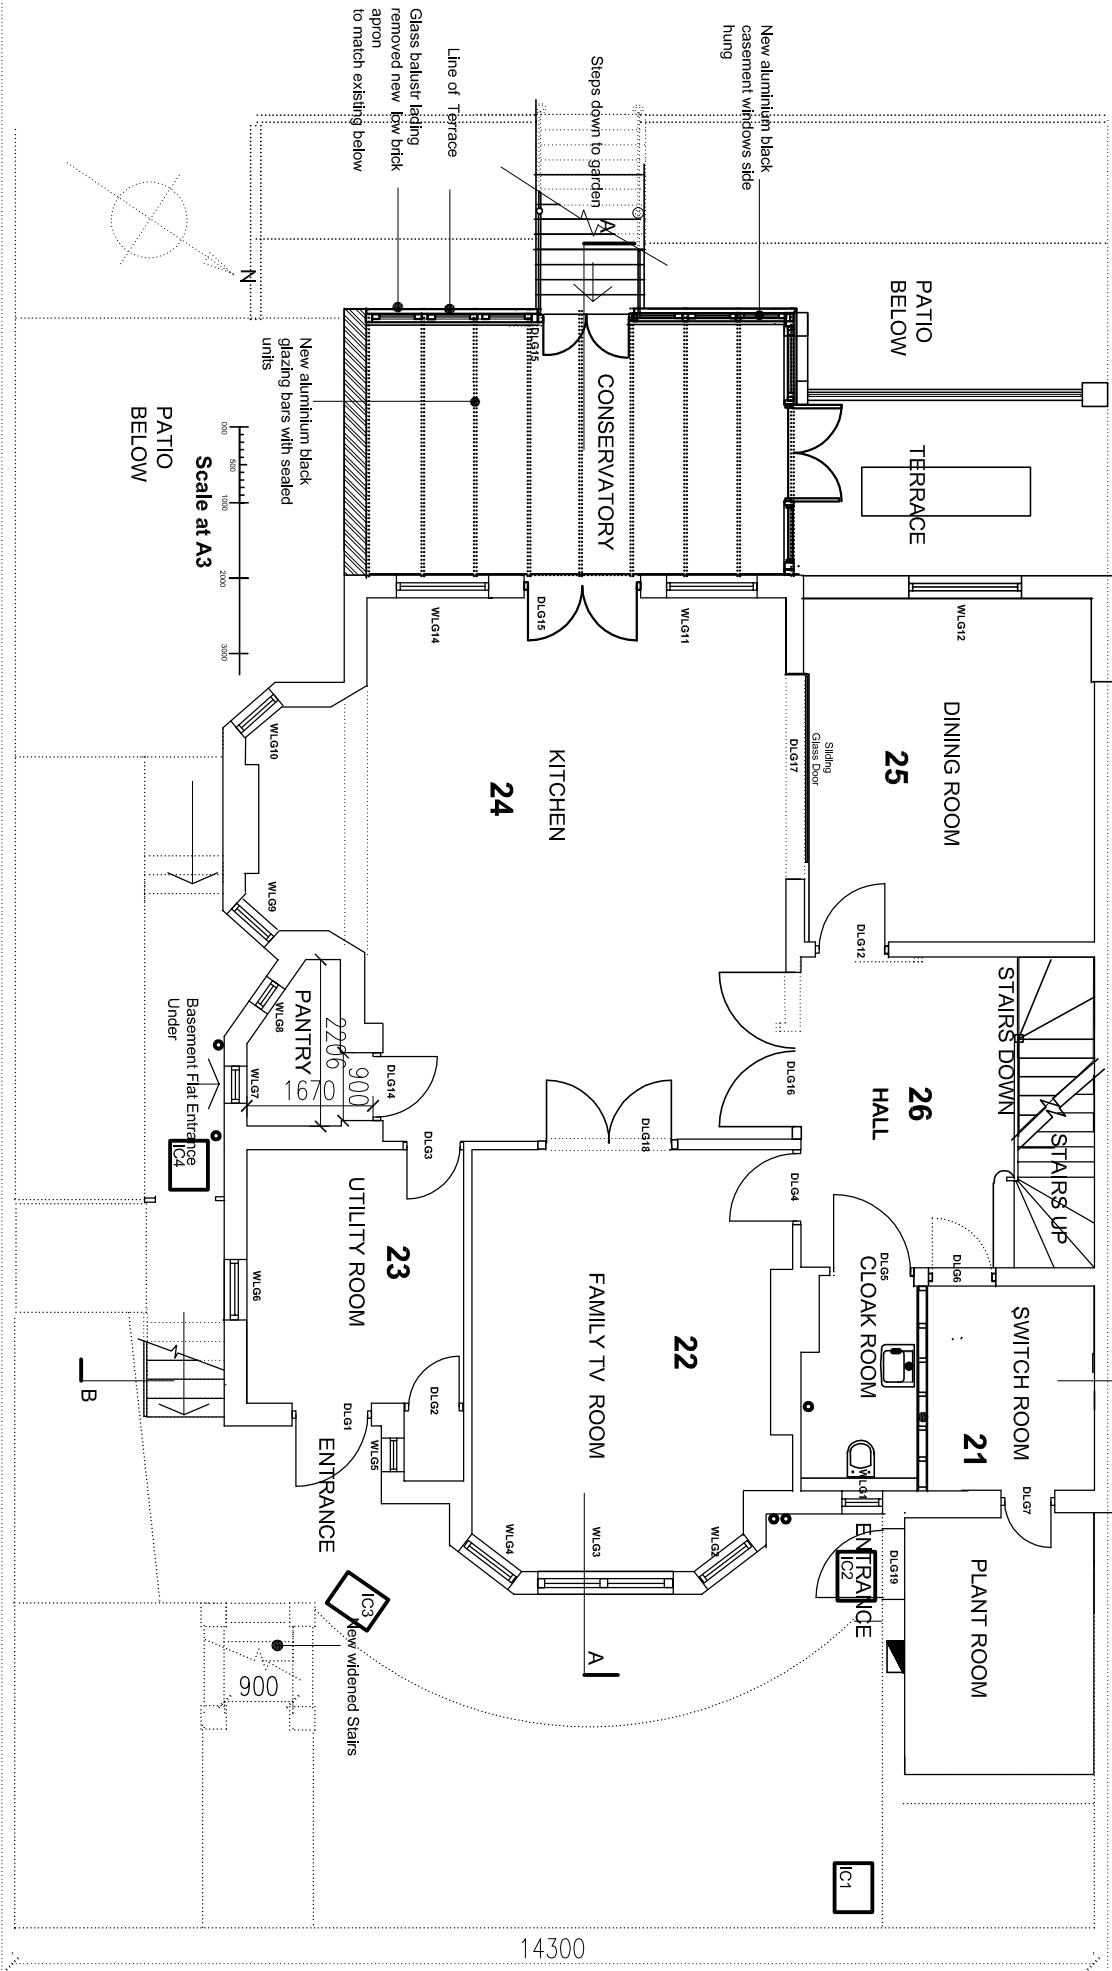 New aluminium black
casement windows side
hung
Steps down to garden
Line of Terrace
Glass balustr lading
removed new low brick
apron
to match existing below
N
A
PATIO
BELOW
TERRACE
CONSERVATORY
DLG15
New aluminium black
glazing bars with sealed
units
PATIO
BELOW
000
500
1000
2000
3000
Scale at A3
WLG12
WLG11
DLG15
WLG14
DINING ROOM
25
Sliding
Glass Door
DLG17
KITCHEN
24
WLG10
WLG9
DLG12
STAIRS DOWN
STAIRS UP
26
HALL
DLG16
DLG18
DLG14
DLG3
PANTRY
2206
900
1670
WLG8
WLG7
Basement Flat Entrance
Under
IC4
DLG4
DLG5
DLG6
CLOAK ROOM
SWITCH ROOM
21
DLG7
UTILITY ROOM
23
WLG6
FAMILY TV ROOM
22
DLG2
DLG1
WLG5
ENTRANCE
WLG4
WLG3
WLG2
WLG1
ENTRANCE
IC2
DLG19
PLANT ROOM
B
IC3
New widened Stairs
900
A
IC1
14300